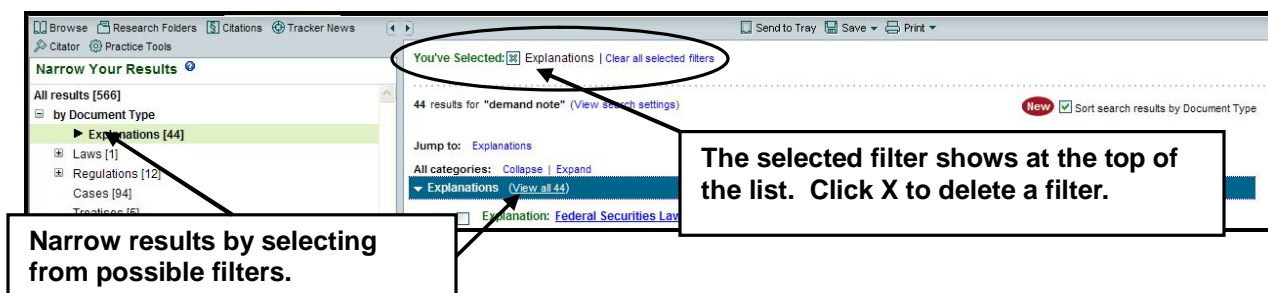 Browse Research Folders Citations Tracker News
Citator Practice Tools
Send to Tray Save Print
Narrow Your Results
All results [566]
by Document Type
Explanations [44]
Laws [1]
Regulations [12]
Cases [94]
Treatises [5]
You've Selected: Explanations | Clear all selected filters
44 results for "demand note" (View search settings)
New Sort search results by Document Type
Jump to: Explanations
All categories: Collapse | Expand
Explanations (View all 44)
Explanation: Federal Securities Law
The selected filter shows at the top of
the list. Click X to delete a filter.
Narrow results by selecting
from possible filters.